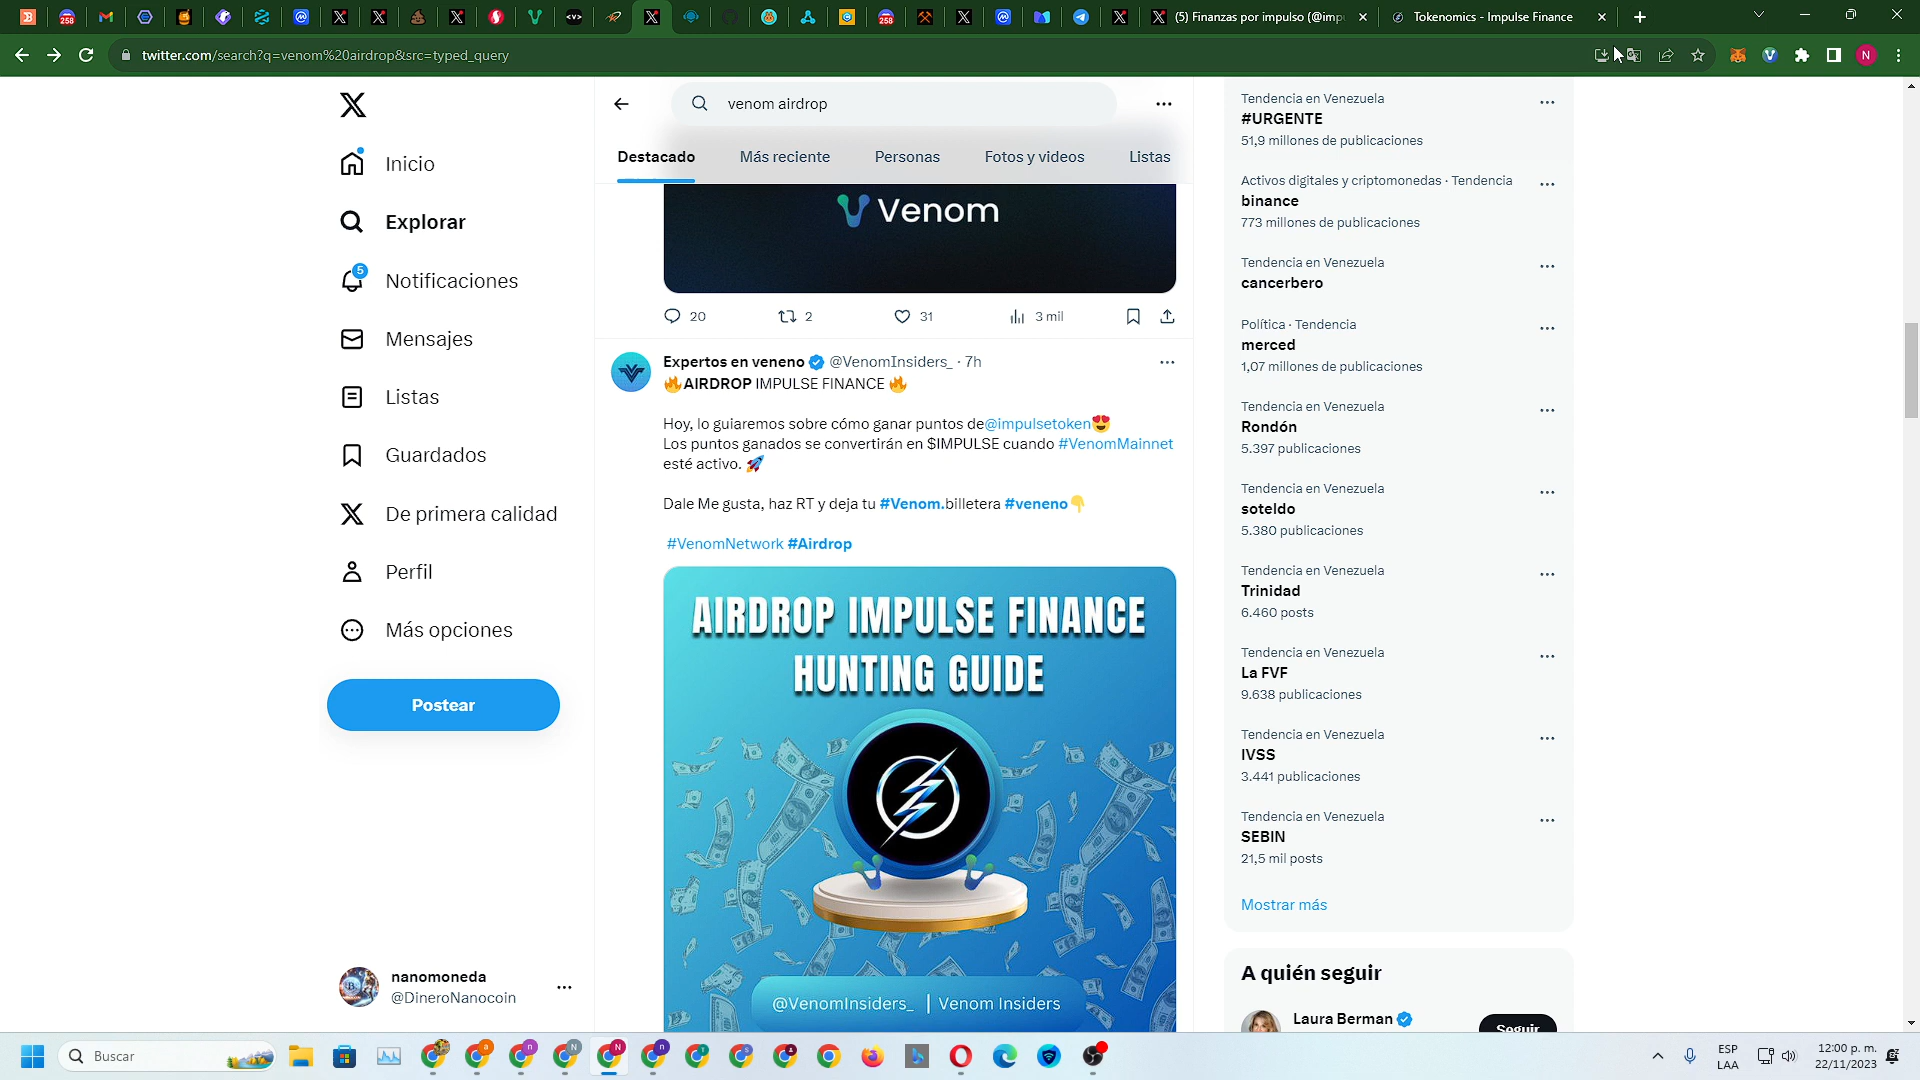 258
258
(5) Finanzas por impulso (@imp
Tokenomics - Impulse Finance
twitter.com/search?q=venom%20airdrop&src=typed_query
N
Inicio
Explorar
5
Notificaciones
Mensajes
Listas
Guardados
De primera calidad
Perfil
Más opciones
Postear
nanomoneda
@DineroNanocoin
venom airdrop
Destacado
Más reciente
Personas
Fotos y videos
Listas
Venom
20
2
31
3 mil
Expertos en veneno @VenomInsiders_ · 7h
🔥AIRDROP IMPULSE FINANCE 🔥
Hoy, lo guiaremos sobre cómo ganar puntos de@impulsetoken😍
Los puntos ganados se convertirán en $IMPULSE cuando #VenomMainnet
esté activo. 🚀
Dale Me gusta, haz RT y deja tu #Venom.billetera #veneno👇
#VenomNetwork #Airdrop
AIRDROP IMPULSE FINANCE
HUNTING GUIDE
@VenomInsiders_ | Venom Insiders
Tendencia en Venezuela
#URGENTE
51,9 millones de publicaciones
Activos digitales y criptomonedas · Tendencia
binance
773 millones de publicaciones
Tendencia en Venezuela
cancerbero
Política · Tendencia
merced
1,07 millones de publicaciones
Tendencia en Venezuela
Rondón
5.397 publicaciones
Tendencia en Venezuela
soteldo
5.380 publicaciones
Tendencia en Venezuela
Trinidad
6.460 posts
Tendencia en Venezuela
La FVF
9.638 publicaciones
Tendencia en Venezuela
IVSS
3.441 publicaciones
Tendencia en Venezuela
SEBIN
21,5 mil posts
Mostrar más
A quién seguir
Laura Berman
Seguir
Buscar
ESP
LAA
12:00 p. m.
22/11/2023